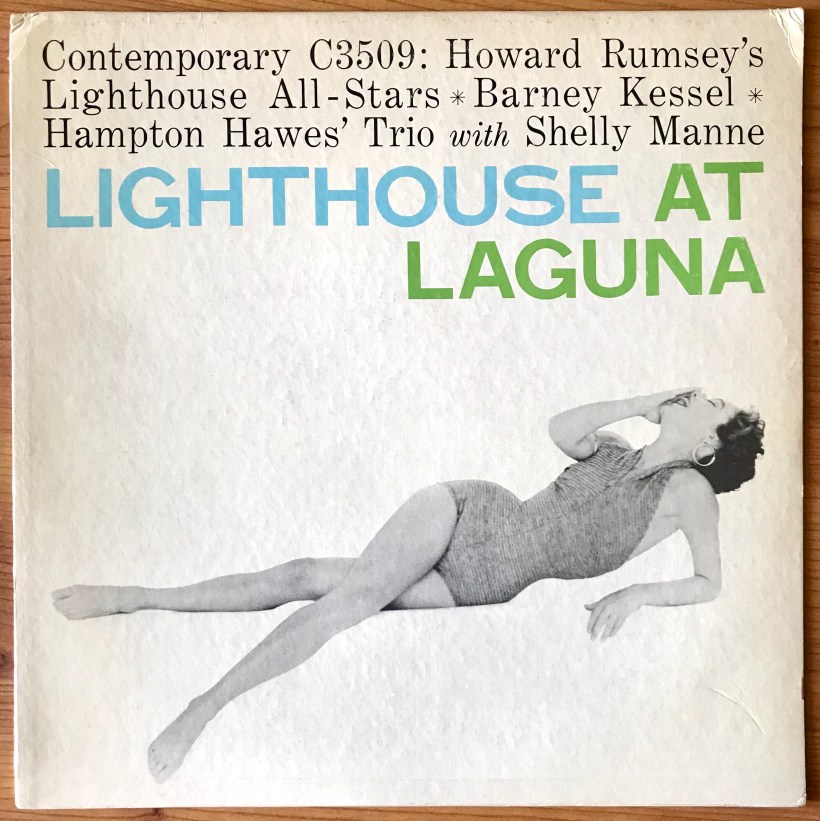 Contemporary C3509: Howard Rumsey's
Lighthouse All-Stars * Barney Kessel *
Hampton Hawes' Trio with Shelly Manne
LIGHTHOUSE AT
LAGUNA